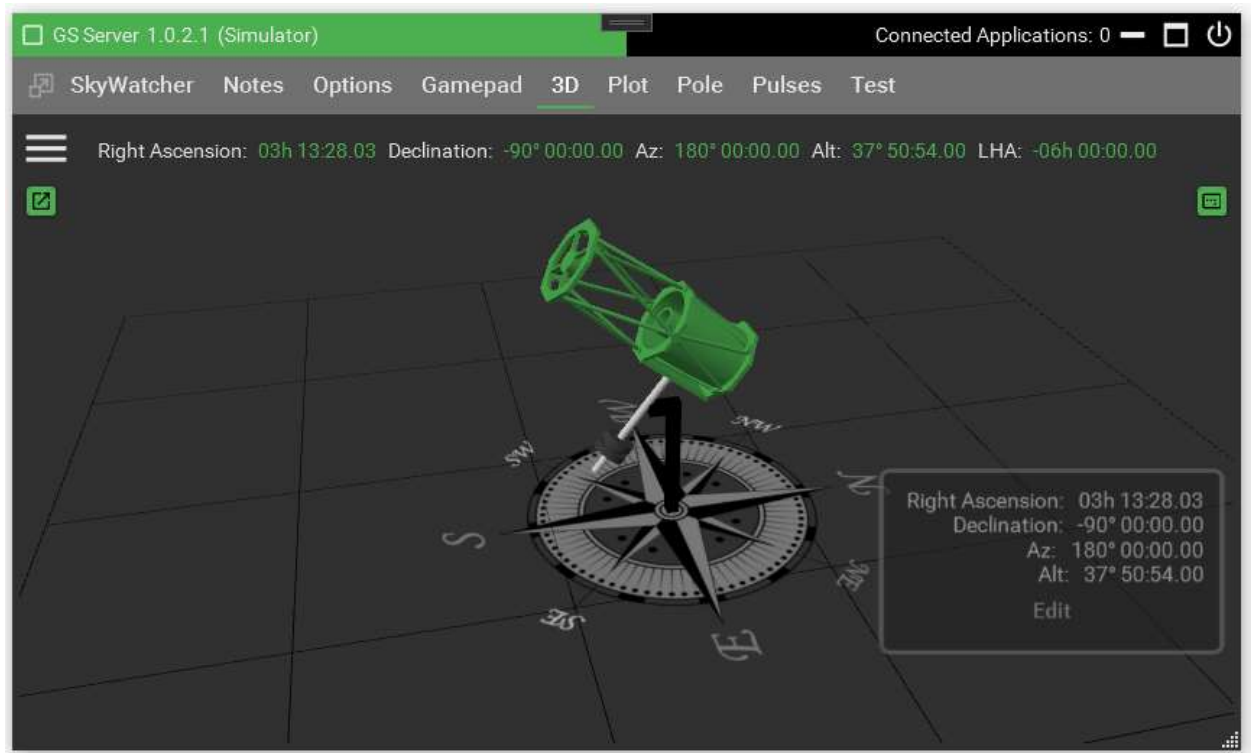 GS Server 1.0.2.1 (Simulator) Connected Applications: 0
SkyWatcher Notes Options Gamepad 3D Plot Pole Pulses Test
Right Ascension: 03h 13:28.03 Declination: -90° 00:00.00 Az: 180° 00:00.00 Alt: 37° 50:54.00 LHA: -06h 00:00.00
W
NW
SW
N
S
NE
SE
E
Right Ascension: 03h 13:28.03
Declination: -90° 00:00.00
Az: 180° 00:00.00
Alt: 37° 50:54.00
Edit